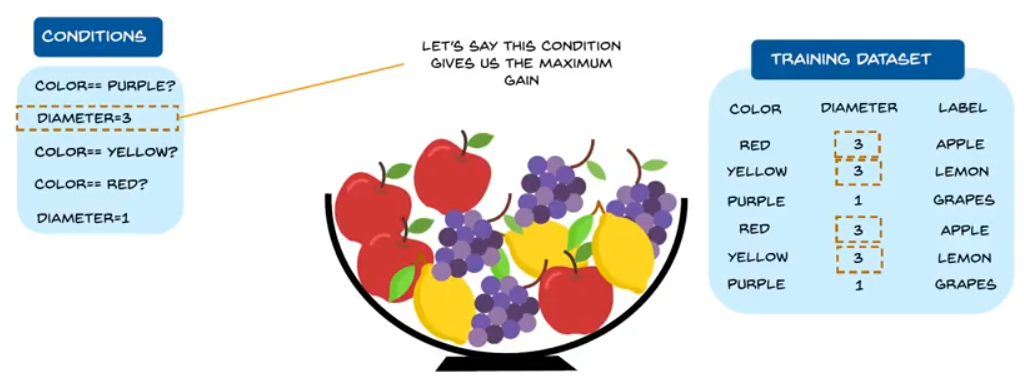 CONDITIONS
COLOR== PURPLE?
DIAMETER=3
COLOR== YELLOW?
COLOR== RED?
DIAMETER=1
LET'S SAY THIS CONDITION
GIVES US THE MAXIMUM
GAIN
TRAINING DATASET
COLOR DIAMETER LABEL
RED 3 APPLE
YELLOW 3 LEMON
PURPLE 1 GRAPES
RED 3 APPLE
YELLOW 3 LEMON
PURPLE 1 GRAPES